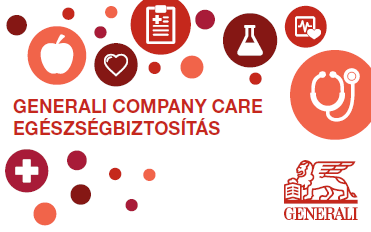 GENERALI COMPANY CARE
EGÉSZSÉGBIZTOSÍTÁS
GENERALI